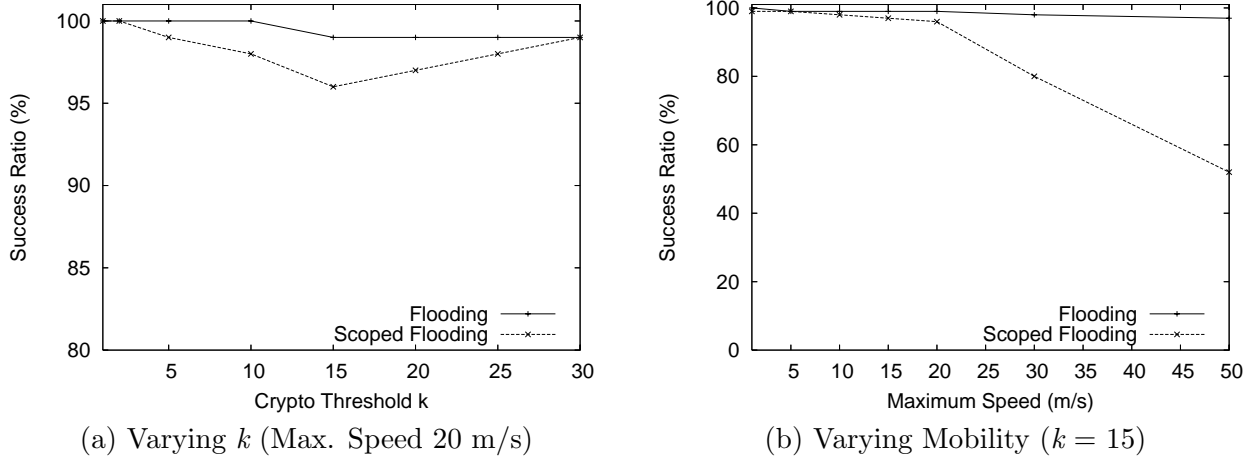 100
95
90
85
80
Success Ratio (%)
Flooding
Scoped Flooding
5 10 15 20 25 30
Crypto Threshold k
(a) Varying k (Max. Speed 20 m/s)
100
80
60
40
20
0
Success Ratio (%)
Flooding
Scoped Flooding
5 10 15 20 25 30 35 40 45 50
Maximum Speed (m/s)
(b) Varying Mobility (k = 15)